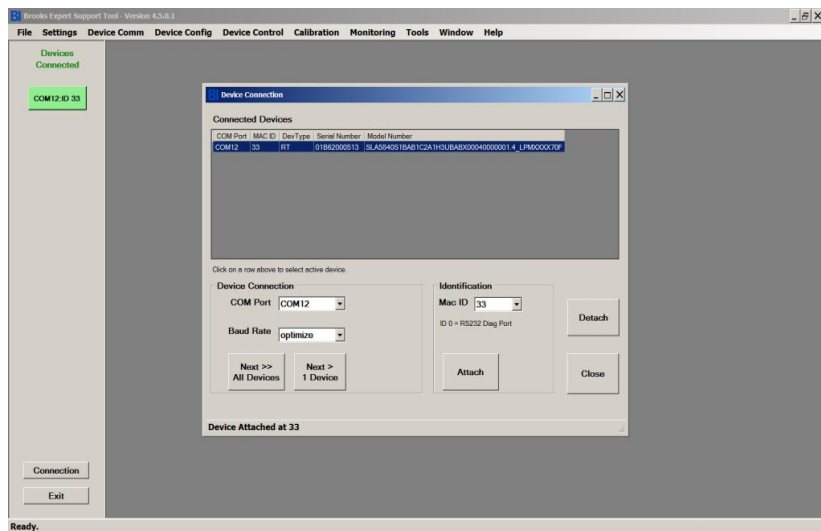 Brooks Expert Support Tool - Version 4.5.0.1
File Settings Device Comm Device Config Device Control Calibration Monitoring Tools Window Help
Devices
Connected
COM12:ID 33
Device Connection
Connected Devices
COM Port MAC ID DevType Serial Number Model Number
COM12 33 RT 01B62000513 SLA5840S1BAB1C2A1H3UBABX00040000001.4_LPMXXXX70F
Click on a row above to select active device.
Device Connection
COM Port COM12
Baud Rate optimize
Next >>
All Devices
Next >
1 Device
Identification
Mac ID 33
ID 0 = RS232 Diag Port
Attach
Detach
Close
Device Attached at 33
Connection
Exit
Ready.